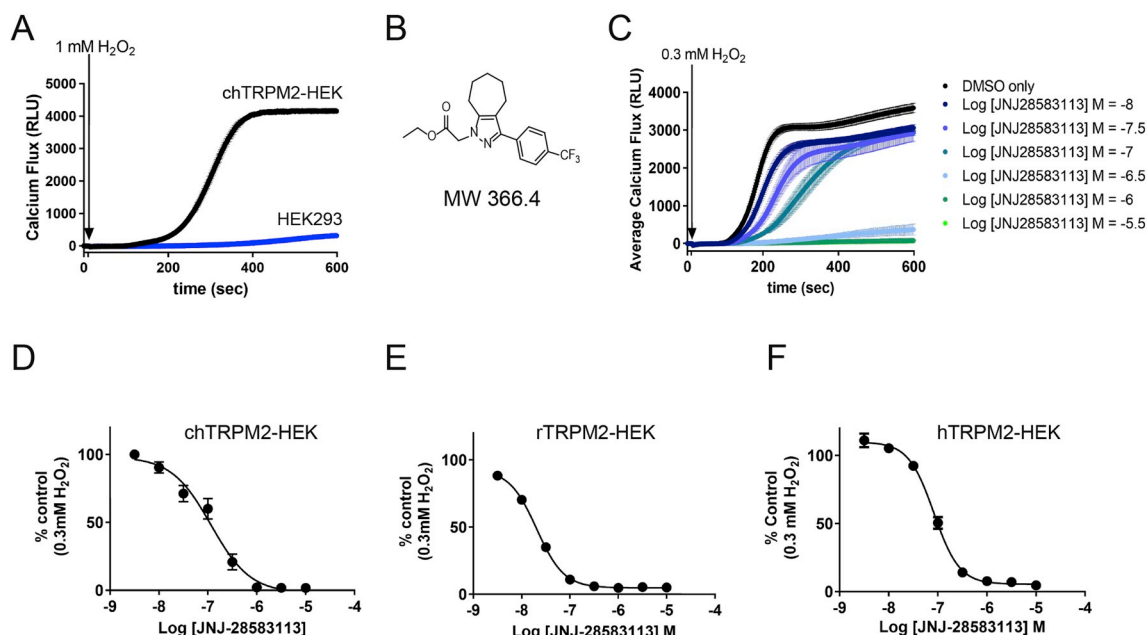 A
1 mM H₂O₂
chTRPM2-HEK
HEK293
Calcium Flux (RLU)
5000
4000
3000
2000
1000
0
0
200
400
600
time (sec)
B
O
O
N
N
CF₃
MW 366.4
C
0.3 mM H₂O₂
Average Calcium Flux (RLU)
4000
3000
2000
1000
0
0
200
400
600
time (sec)
DMSO only
Log [JNJ28583113] M = -8
Log [JNJ28583113] M = -7.5
Log [JNJ28583113] M = -7
Log [JNJ28583113] M = -6.5
Log [JNJ28583113] M = -6
Log [JNJ28583113] M = -5.5
D
chTRPM2-HEK
% control
(0.3mM H₂O₂)
100
50
0
-9
-8
-7
-6
-5
-4
Log [JNJ-28583113]
E
rTRPM2-HEK
% control
(0.3mM H₂O₂)
100
50
0
-9
-8
-7
-6
-5
-4
Log [JNJ-28583113] M
F
hTRPM2-HEK
% Control
(0.3 mM H₂O₂)
100
50
0
-9
-8
-7
-6
-5
-4
Log [JNJ-28583113] M